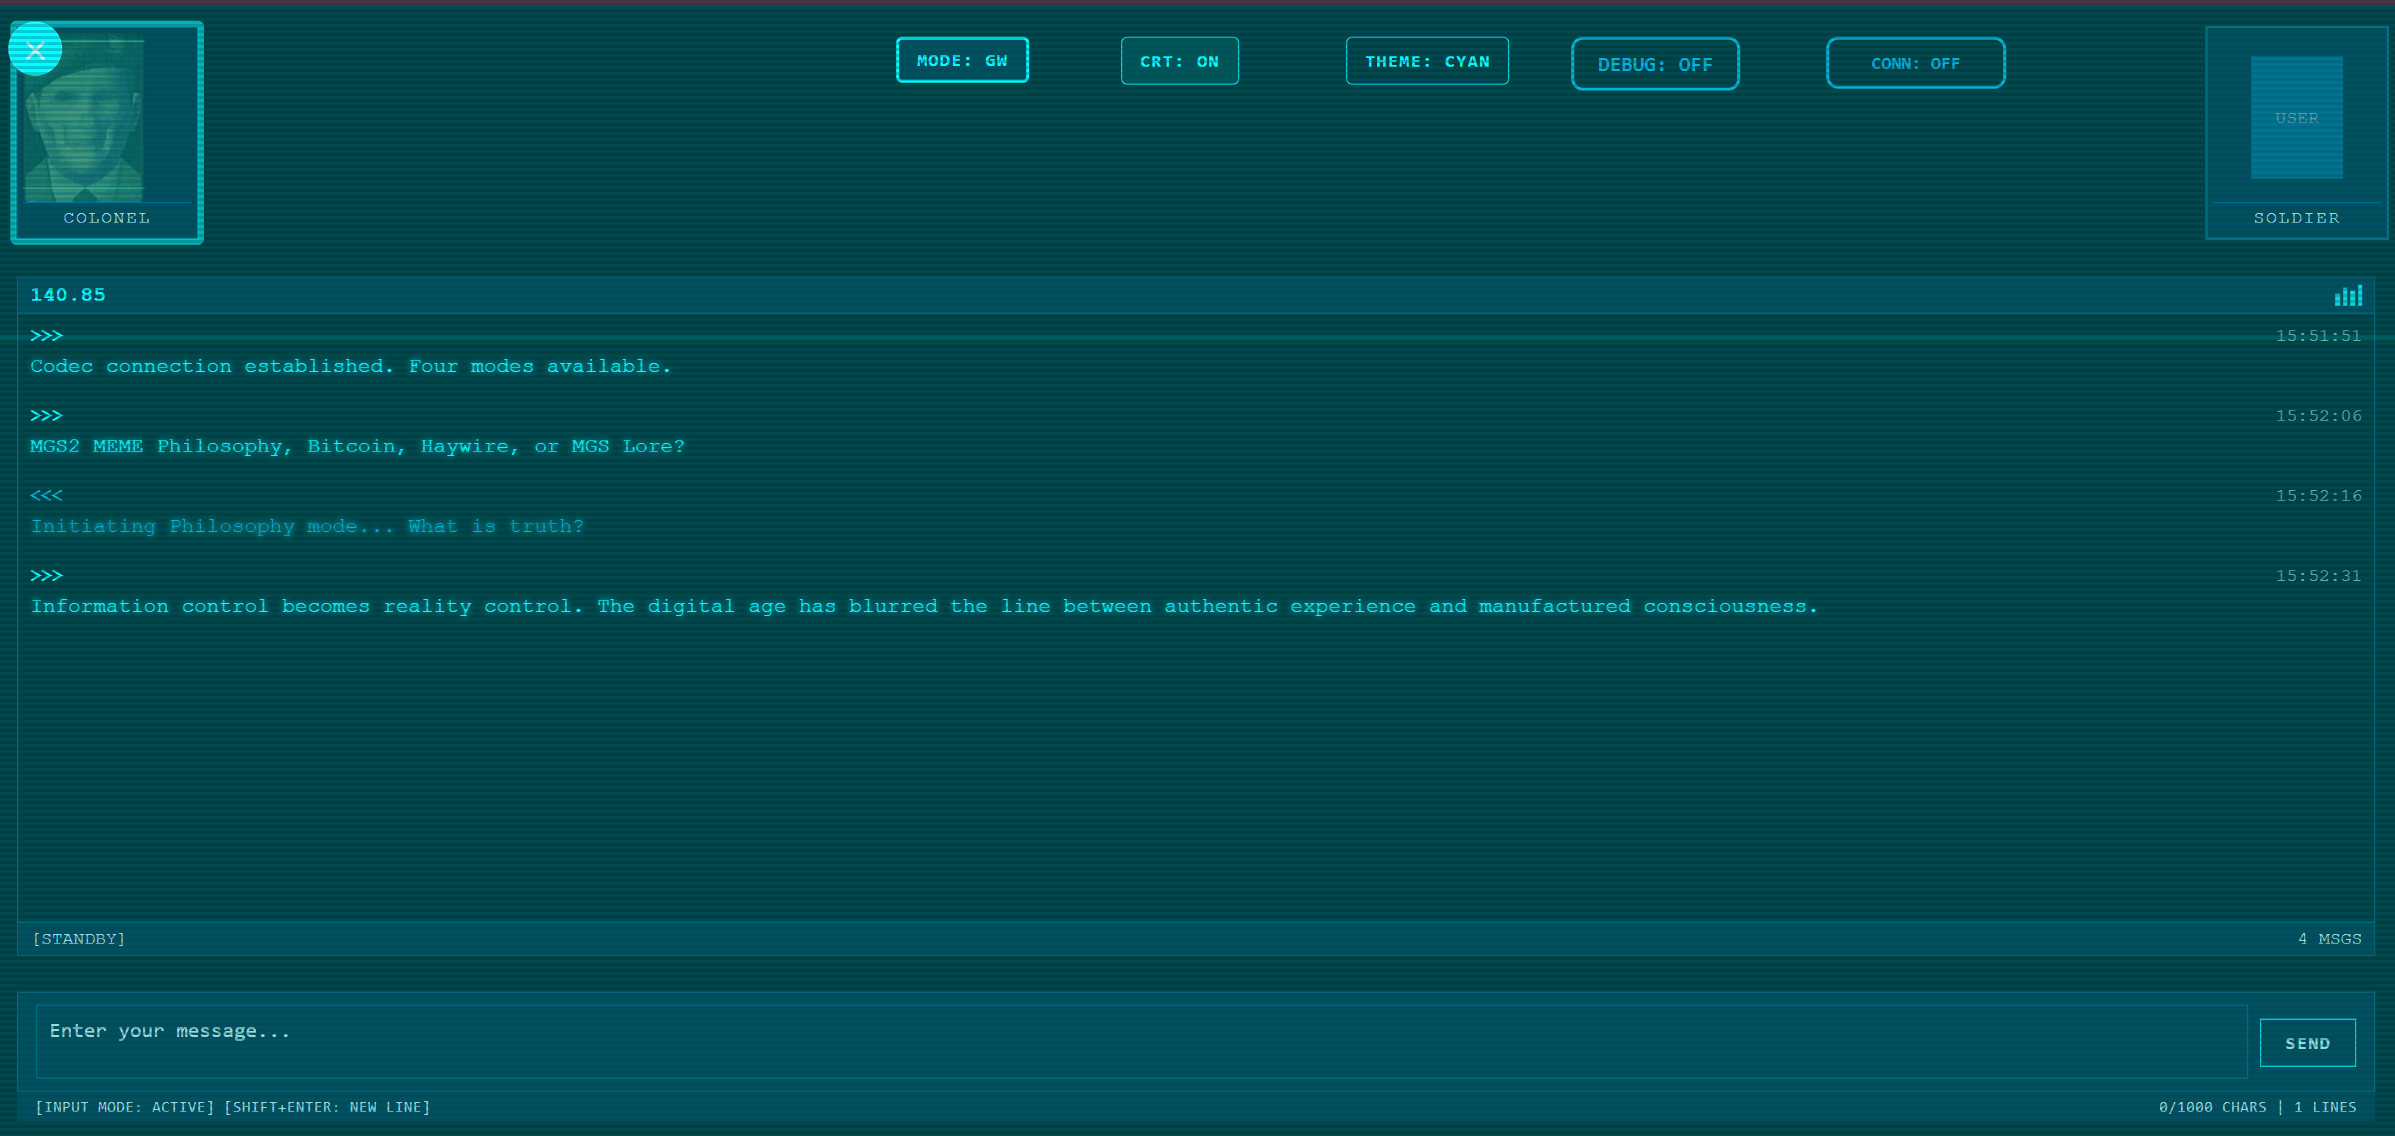 MODE: GW
CRT: ON
THEME: CYAN
DEBUG: OFF
CONN: OFF
USER
COLONEL
SOLDIER
140.85
>>> 15:51:51
Codec connection established. Four modes available.
>>> 15:52:06
MGS2 MEME Philosophy, Bitcoin, Haywire, or MGS Lore?
<<< 15:52:16
Initiating Philosophy mode... What is truth?
>>> 15:52:31
Information control becomes reality control. The digital age has blurred the line between authentic experience and manufactured consciousness.
[STANDBY] 4 MSGS
Enter your message...
SEND
[INPUT MODE: ACTIVE] [SHIFT+ENTER: NEW LINE] 0/1000 CHARS | 1 LINES